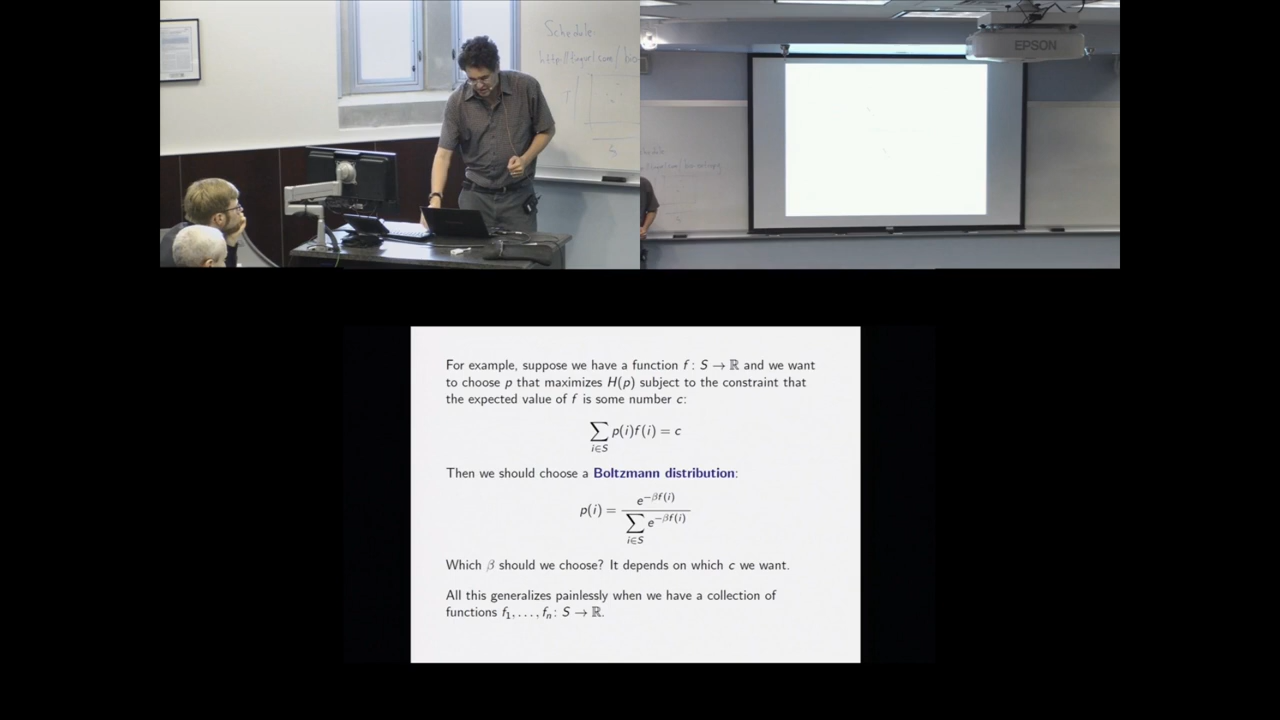 Schedule:
EPSON
For example, suppose we have a function f : S → ℝ and we want
to choose p that maximizes H(p) subject to the constraint that
the expected value of f is some number c:
∑_{i∈S} p(i)f(i) = c
Then we should choose a Boltzmann distribution:
p(i) = e^{−βf(i)} / ∑_{i∈S} e^{−βf(i)}
Which β should we choose? It depends on which c we want.
All this generalizes painlessly when we have a collection of
functions f₁, . . . , fₙ : S → ℝ.